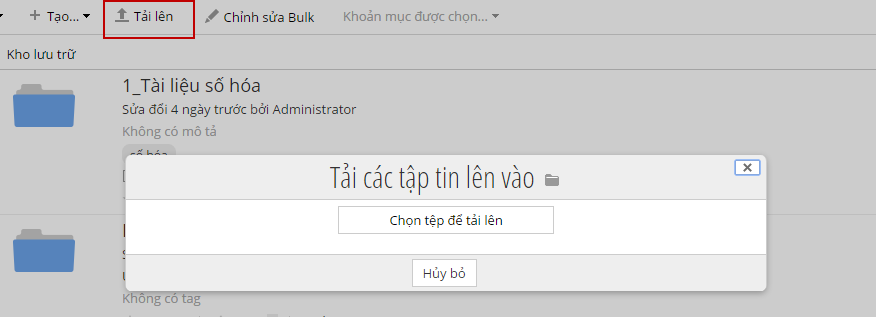 Tạo... Tải lên Chỉnh sửa Bulk Khoản mục được chọn...
Kho lưu trữ
1_Tài liệu số hóa
Sửa đổi 4 ngày trước bởi Administrator
Không có mô tả
số hóa
Tải các tập tin lên vào
Chọn tệp để tải lên
Hủy bỏ
Không có tag